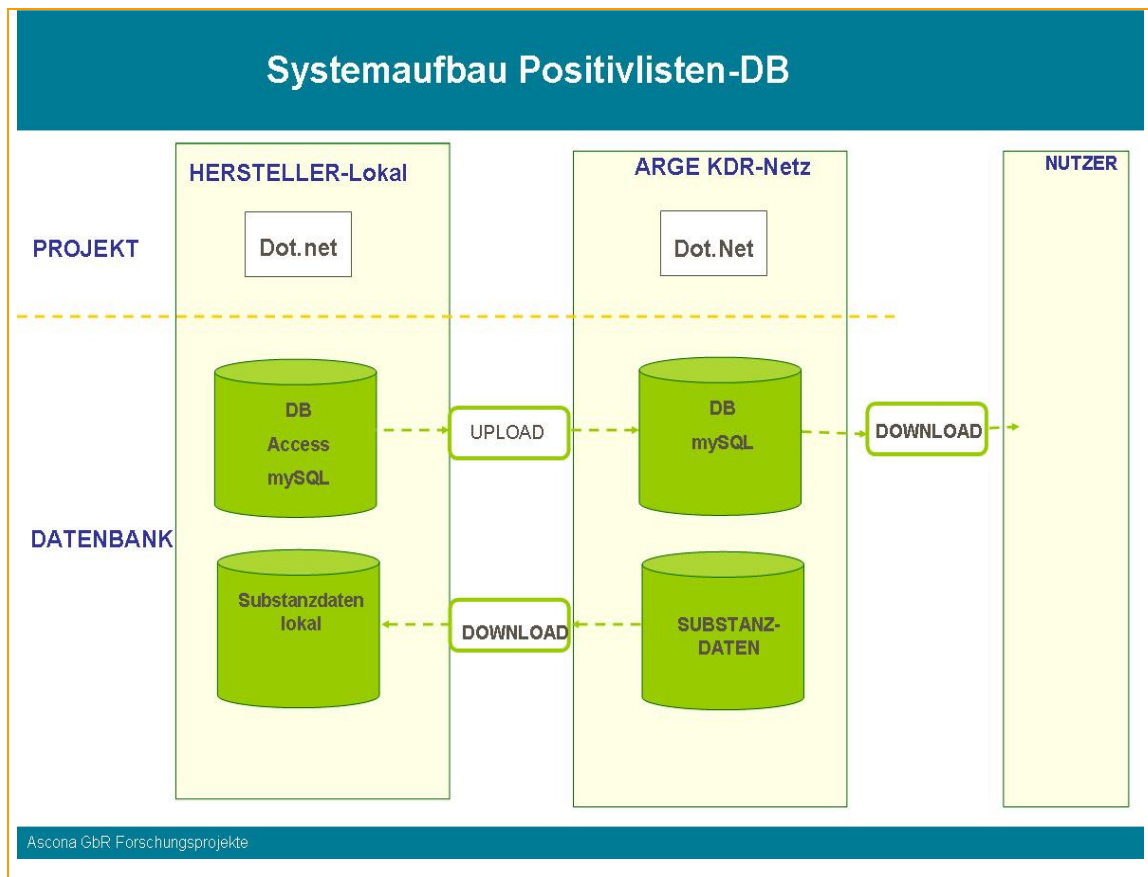 Systemaufbau Positivlisten-DB
HERSTELLER-Lokal
ARGE KDR-Netz
NUTZER
PROJEKT
Dot.net
Dot.Net
DATENBANK
DB
Access
mySQL
UPLOAD
DB
mySQL
DOWNLOAD
Substanzdaten
lokal
DOWNLOAD
SUBSTANZ-
DATEN
Ascona GbR Forschungsprojekte